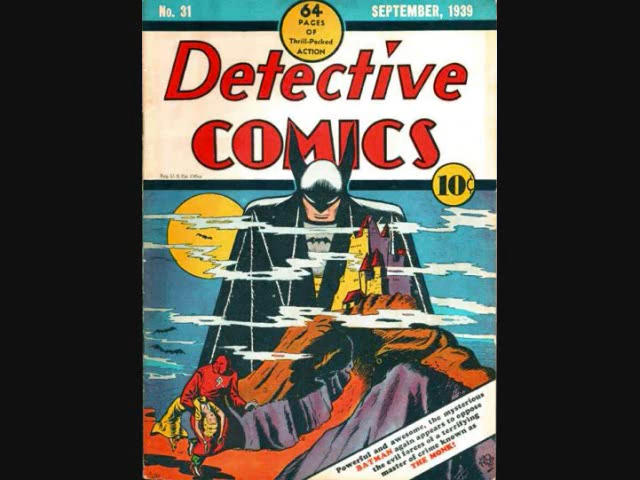 No. 31
64
PAGES
OF
Thrill-Packed
ACTION
SEPTEMBER, 1939
Detective
COMICS
10¢
Powerful and awesome, the mysterious
BATMAN again appears to oppose
the evil forces of a terrifying
master of crime known as
THE MONK!